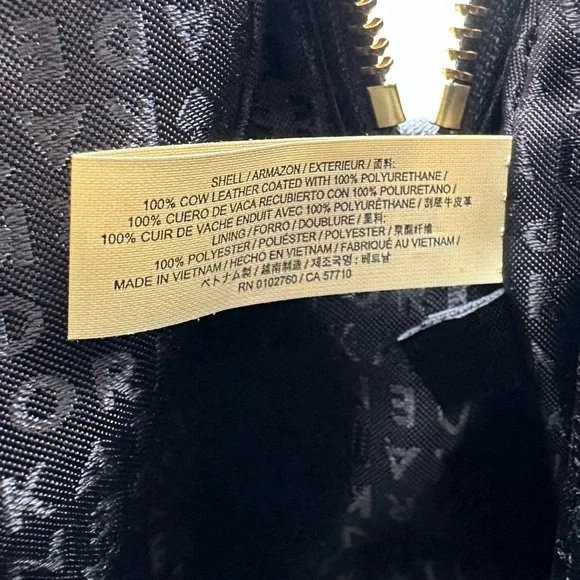 SHELL / ARMAZON / EXTERIEUR / 面料:
100% COW LEATHER COATED WITH 100% POLYURETHANE /
100% CUERO DE VACA RECUBIERTO CON 100% POLIURETANO /
100% CUIR DE VACHE ENDUIT AVEC 100% POLYURÉTHANE / 剖层牛皮革
LINING / FORRO / DOUBLURE / 里料:
100% POLYESTER / POLIÉSTER / POLYESTER / 聚酯纤维
MADE IN VIETNAM / HECHO EN VIETNAM / FABRIQUÉ AU VIETNAM /
ベトナム製 / 越南制造 / 제조국명 : 베트남
RN 0102760 / CA 57710